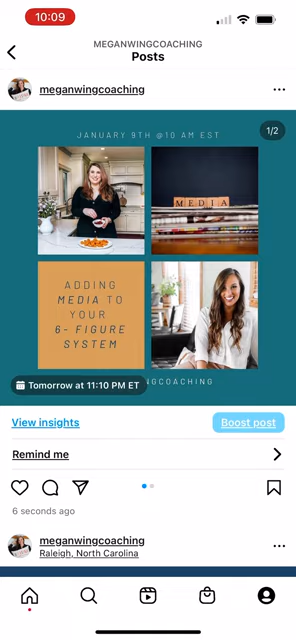 10:09
MEGANWINGCOACHING
Posts
meganwingcoaching
1/2
JANUARY 9TH @10 AM EST
MEDIA
ADDING
MEDIA TO
YOUR
6- FIGURE
SYSTEM
Tomorrow at 11:10 PM ET
NGCOACHING
View insights
Boost post
Remind me
6 seconds ago
meganwingcoaching
Raleigh, North Carolina